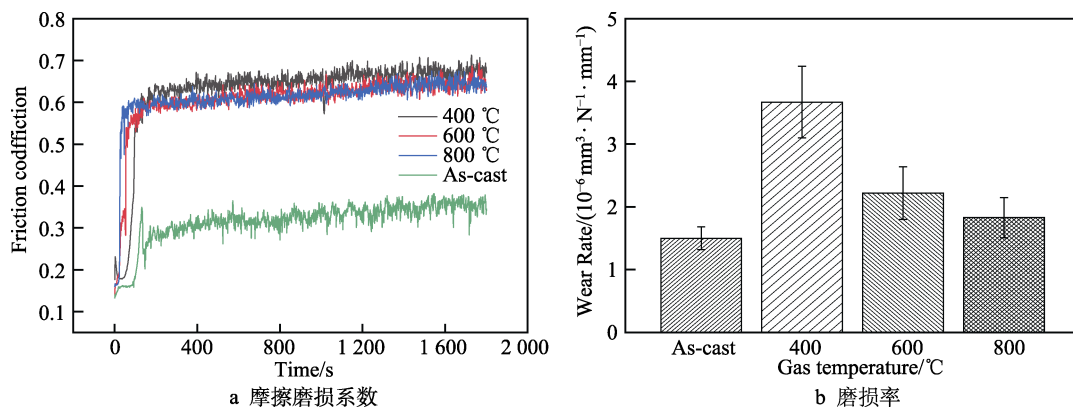 0.8
0.7
0.6
0.5
0.4
0.3
0.2
0.1
Friction codffiction
400 ℃
600 ℃
800 ℃
As-cast
0 400 800 1 200 1 600 2 000
Time/s
a 摩擦磨损系数
5
4
3
2
1
0
Wear Rate/(10⁻⁶ mm³·N⁻¹·mm⁻¹)
As-cast 400 600 800
Gas temperature/℃
b 磨损率